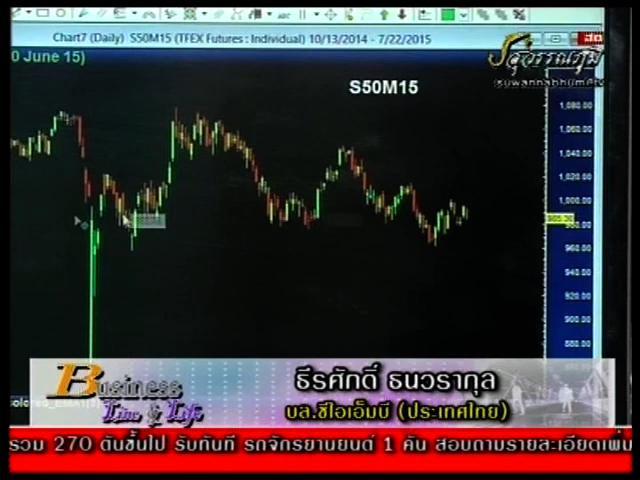 Chart7 (Daily) S50M15 (TFEX Futures : Individual) 10/13/2014 - 7/22/2015
0 June 15)
สด
สุวรรณภูมิ
suwannabhumetv
S50M15
1,080.00
1,060.00
1,040.00
1,020.00
1,000.00
980.00
960.00
940.00
920.00
900.00
880.00
Business
Line & Life
ธีรศักดิ์ ธนวรากุล
บล.ซีไอเอ็มบี (ประเทศไทย)
รวม 270 ตันขึ้นไป รับทันที รถจักรยานยนต์ 1 คัน สอบถามรายละเอียดเพิ่ม